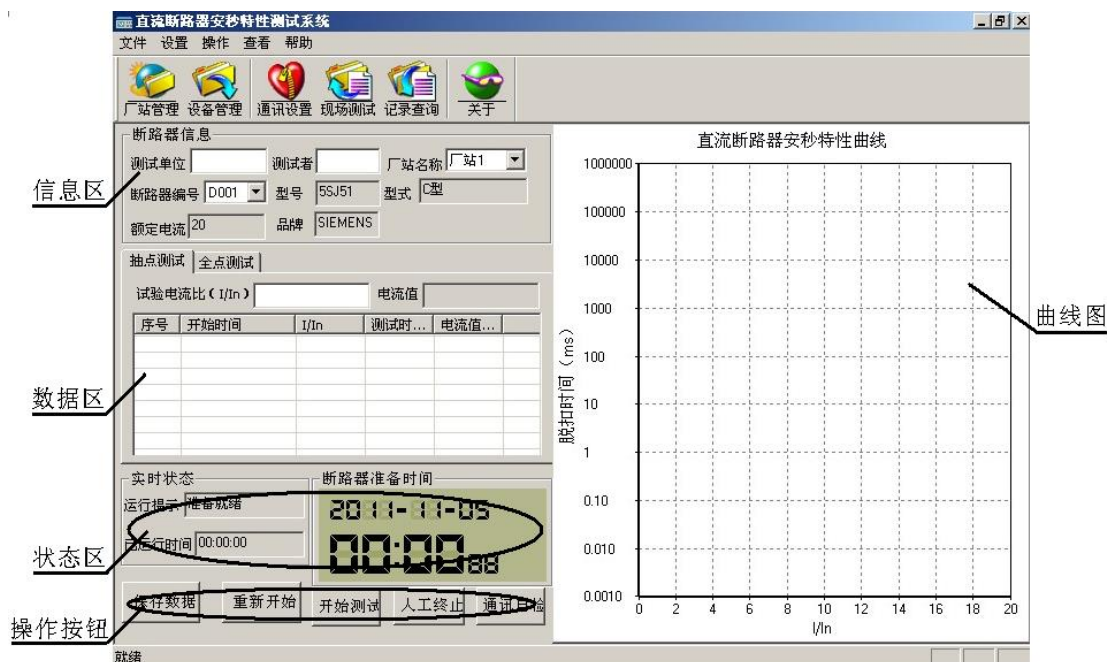 直流断路器安秒特性测试系统
文件 设置 操作 查看 帮助
厂站管理 设备管理 通讯设置 现场测试 记录查询 关于
断路器信息
测试单位 测试者 厂站名称 厂站1
断路器编号 D001 型号 5SJ51 型式 C型
额定电流 20 品牌 SIEMENS
信息区
抽点测试 全点测试
试验电流比(I/In) 电流值
序号 开始时间 I/In 测试时... 电流值...
数据区
实时状态
运行提示 准备就绪
已运行时间 00:00:00
状态区
断路器准备时间
2011-11-05
00:00
保存数据 重新开始 开始测试 人工终止 通讯自检
操作按钮
就绪
直流断路器安秒特性曲线
1000000
100000
10000
1000
100
10
1
0.10
0.010
0.0010
脱扣时间(ms)
0 2 4 6 8 10 12 14 16 18 20
I/In
曲线图